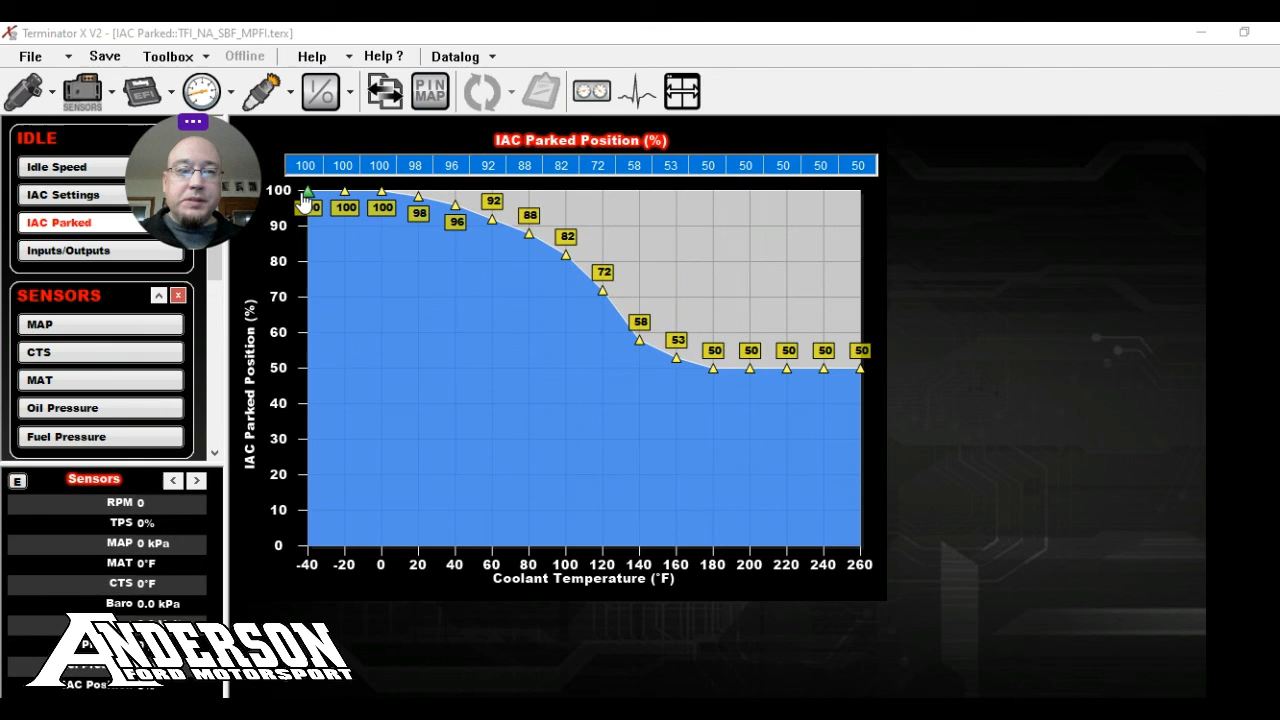 Terminator X V2 - [IAC Parked::TFI_NA_SBF_MPFI.terx]
File Save Toolbox Offline Help Help ? Datalog
SENSORS EFI I/O PIN MAP
IDLE
Idle Speed
IAC Settings
IAC Parked
Inputs/Outputs
SENSORS
MAP
CTS
MAT
Oil Pressure
Fuel Pressure
E Sensors < >
RPM 0
TPS 0%
MAP 0 kPa
MAT 0°F
CTS 0°F
Baro 0.0 kPa
ANDERSON
FORD MOTORSPORT
IAC Parked Position (%)
100 100 100 98 96 92 88 82 72 58 53 50 50 50 50 50
IAC Parked Position (%)
100
90
80
70
60
50
40
30
20
10
0
100 100 98 96 92 88 82 72 58 53 50 50 50 50 50
-40 -20 0 20 40 60 80 100 120 140 160 180 200 220 240 260
Coolant Temperature (°F)